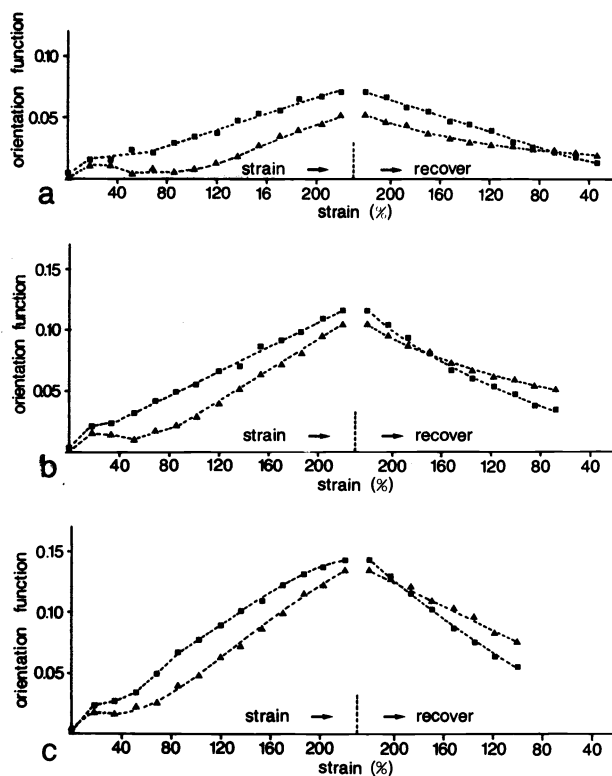 a
orientation function
0.10
0.05
strain → recover
40 80 120 16 200 200 160 120 80 40
strain (%)
b
orientation function
0.15
0.10
0.05
strain → recover
40 80 120 160 200 200 160 120 80 40
strain (%)
c
orientation function
0.15
0.10
0.05
strain → recover
40 80 120 160 200 200 160 120 80 40
strain (%)